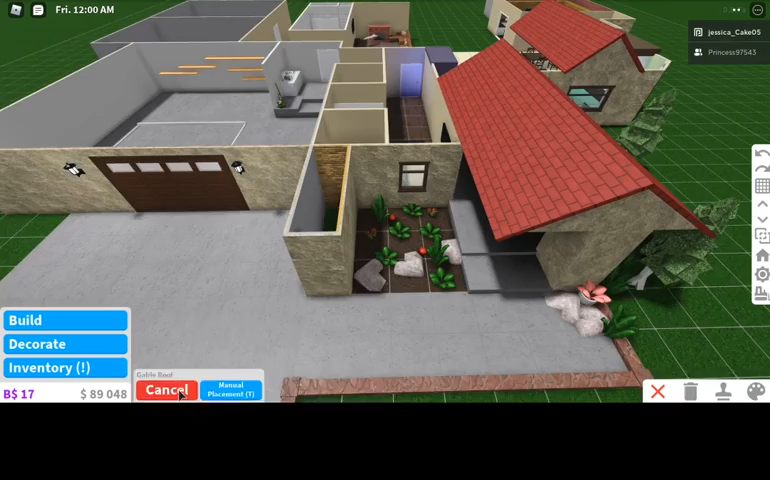 Fri. 12:00 AM
jessica_Cake05
Princess97543
Build
Decorate
Inventory (!)
B$ 17
$ 89 048
Gable Roof
Cancel
Manual
Placement (T)